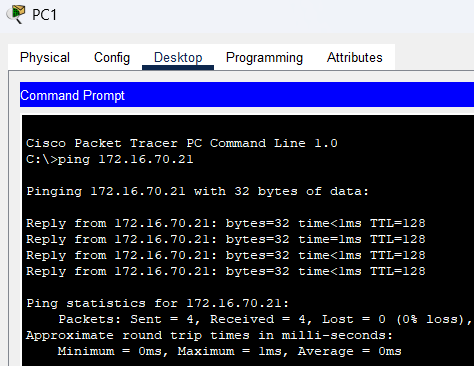 PC1
Physical Config Desktop Programming Attributes
Command Prompt
Cisco Packet Tracer PC Command Line 1.0
C:\>ping 172.16.70.21
Pinging 172.16.70.21 with 32 bytes of data:
Reply from 172.16.70.21: bytes=32 time<1ms TTL=128
Reply from 172.16.70.21: bytes=32 time=1ms TTL=128
Reply from 172.16.70.21: bytes=32 time<1ms TTL=128
Reply from 172.16.70.21: bytes=32 time<1ms TTL=128
Ping statistics for 172.16.70.21:
Packets: Sent = 4, Received = 4, Lost = 0 (0% loss),
Approximate round trip times in milli-seconds:
Minimum = 0ms, Maximum = 1ms, Average = 0ms